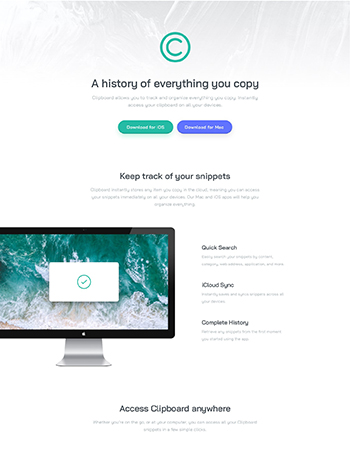 A history of everything you copy
Clipboard allows you to track and organize everything you copy. Instantly
access your clipboard on all your devices.
Download for iOS
Download for Mac
Keep track of your snippets
Clipboard instantly stores any item you copy in the cloud, meaning you can access
your snippets immediately on all your devices. Our Mac and iOS apps will help you
organize everything.
Quick Search
Easily search your snippets by content,
category, web address, application, and more.
iCloud Sync
Instantly saves and syncs snippets across all
your devices.
Complete History
Retrieve any snippets from the first moment
you started using the app.
Access Clipboard anywhere
Whether you're on the go, or at your computer, you can access all your Clipboard
snippets in a few simple clicks.